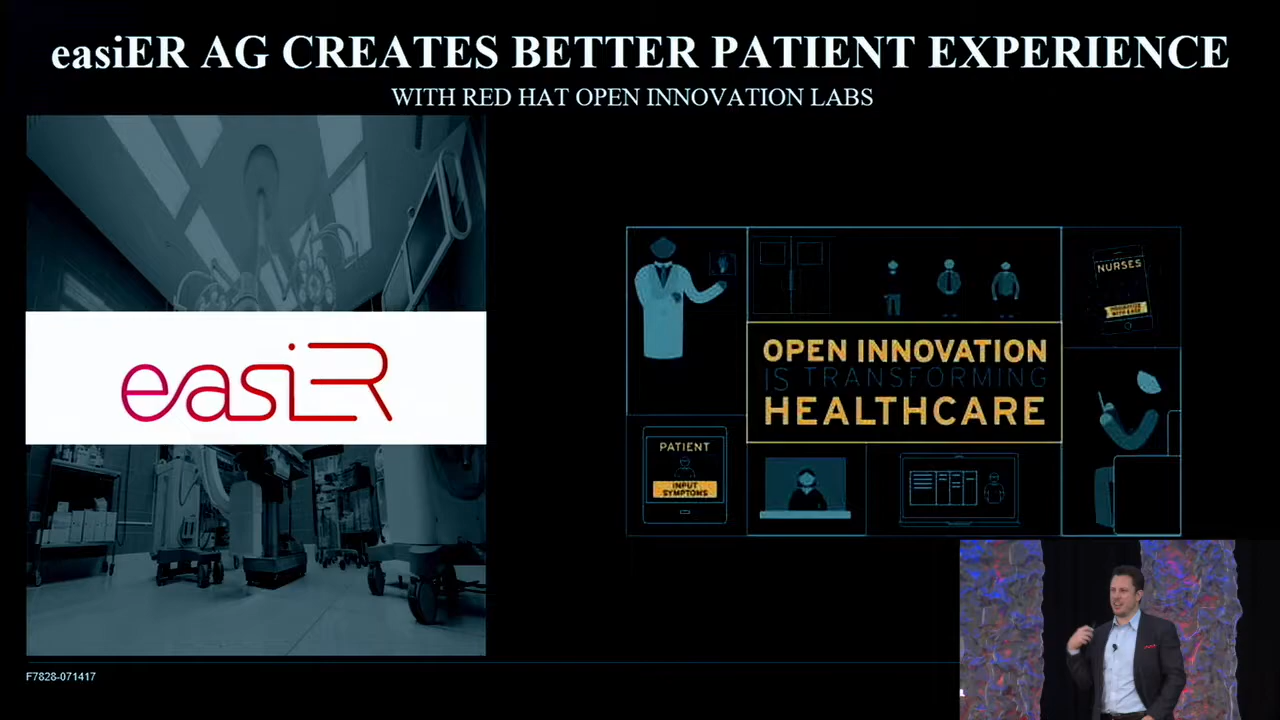 easiER AG CREATES BETTER PATIENT EXPERIENCE
WITH RED HAT OPEN INNOVATION LABS
easiER
NURSES
OPEN INNOVATION
IS TRANSFORMING
HEALTHCARE
PATIENT
INPUT
SYMPTOMS
F7828-071417